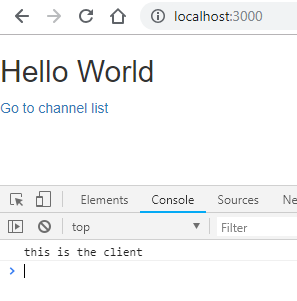 localhost:3000
Hello World
Go to channel list
Elements Console Sources Ne
top Filter
this is the client